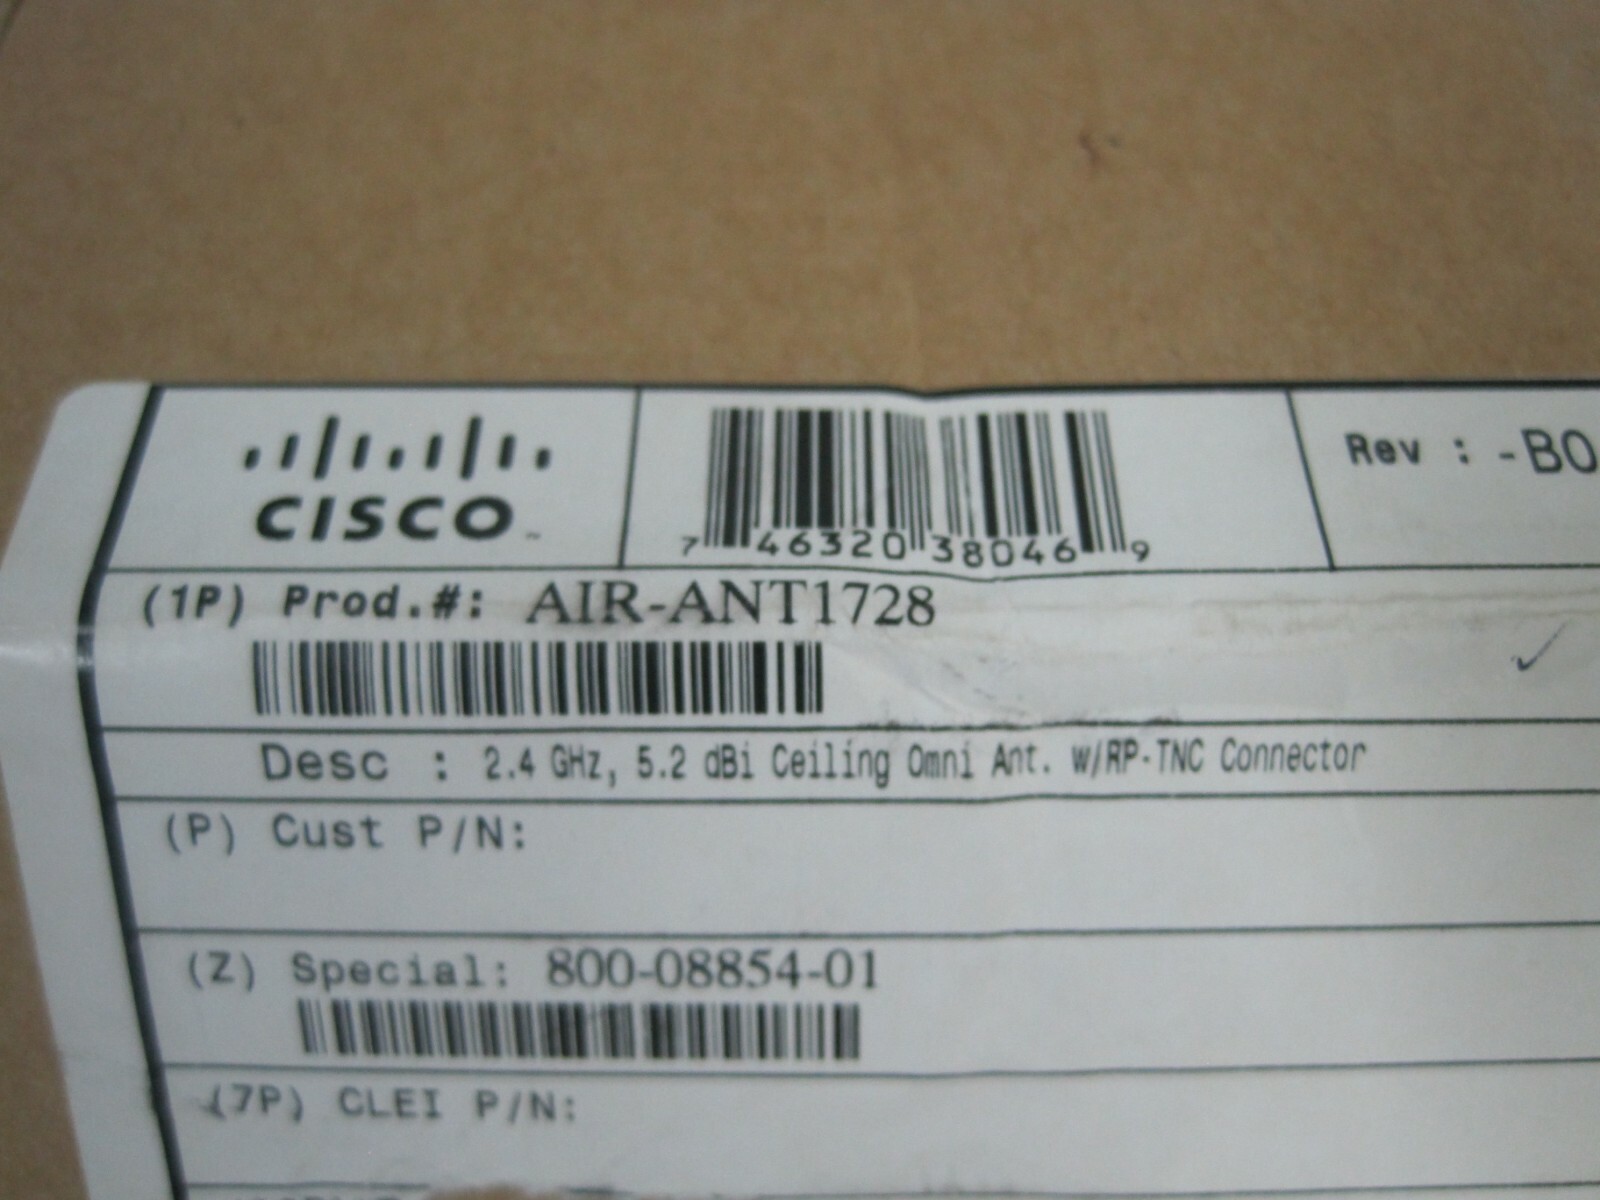 CISCO
7 46320 38046 9
Rev : -B0
(1P) Prod.#: AIR-ANT1728
Desc : 2.4 GHz, 5.2 dBi Ceiling Omni Ant. w/RP-TNC Connector
(P) Cust P/N:
(Z) Special: 800-08854-01
(7P) CLEI P/N: